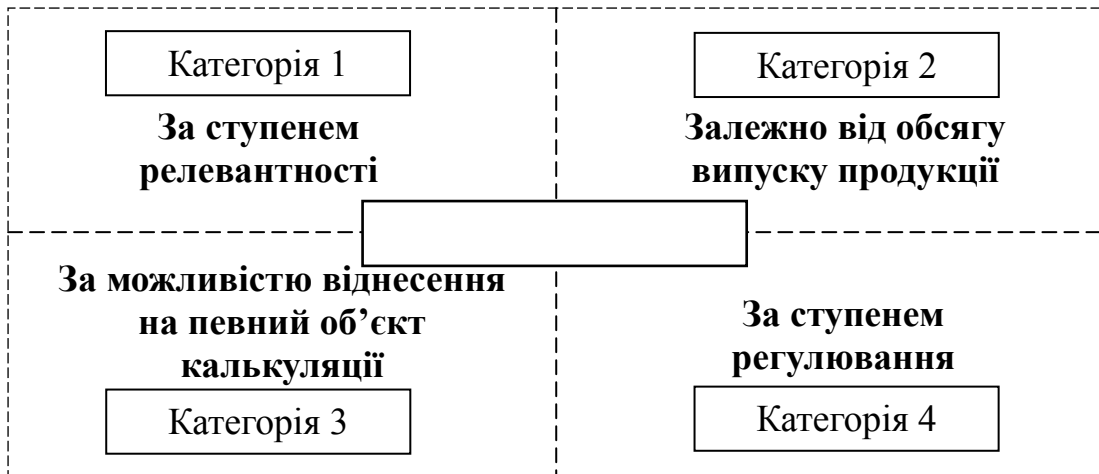 Категорія 1
За ступенем
релевантності
Категорія 2
Залежно від обсягу
випуску продукції
За можливістю віднесення
на певний об’єкт
калькуляції
Категорія 3
За ступенем
регулювання
Категорія 4